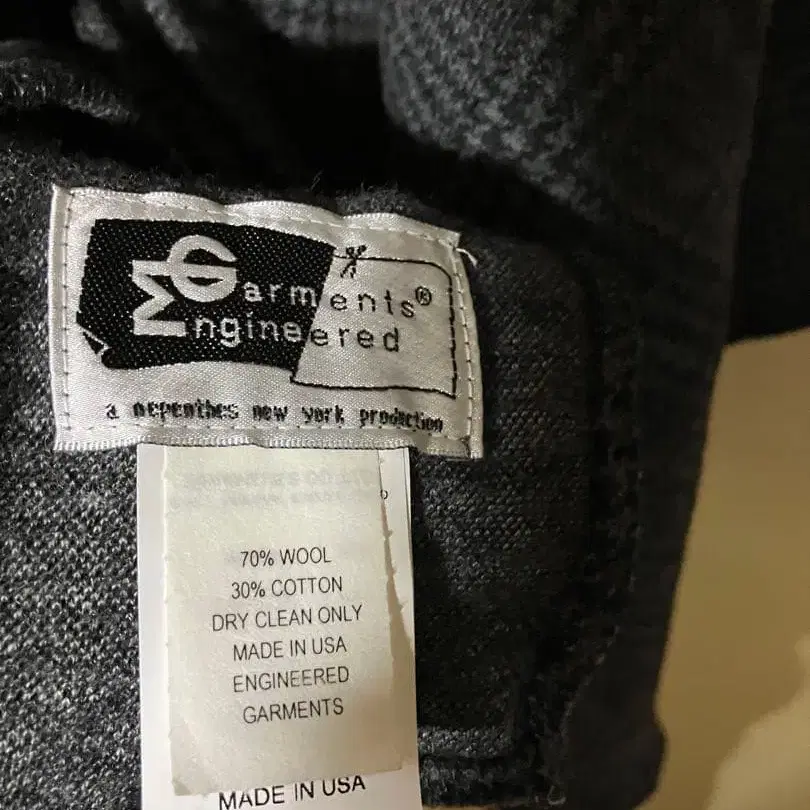 Garments®
Engineered
a nepenthes new york production
70% WOOL
30% COTTON
DRY CLEAN ONLY
MADE IN USA
ENGINEERED
GARMENTS
MADE IN USA